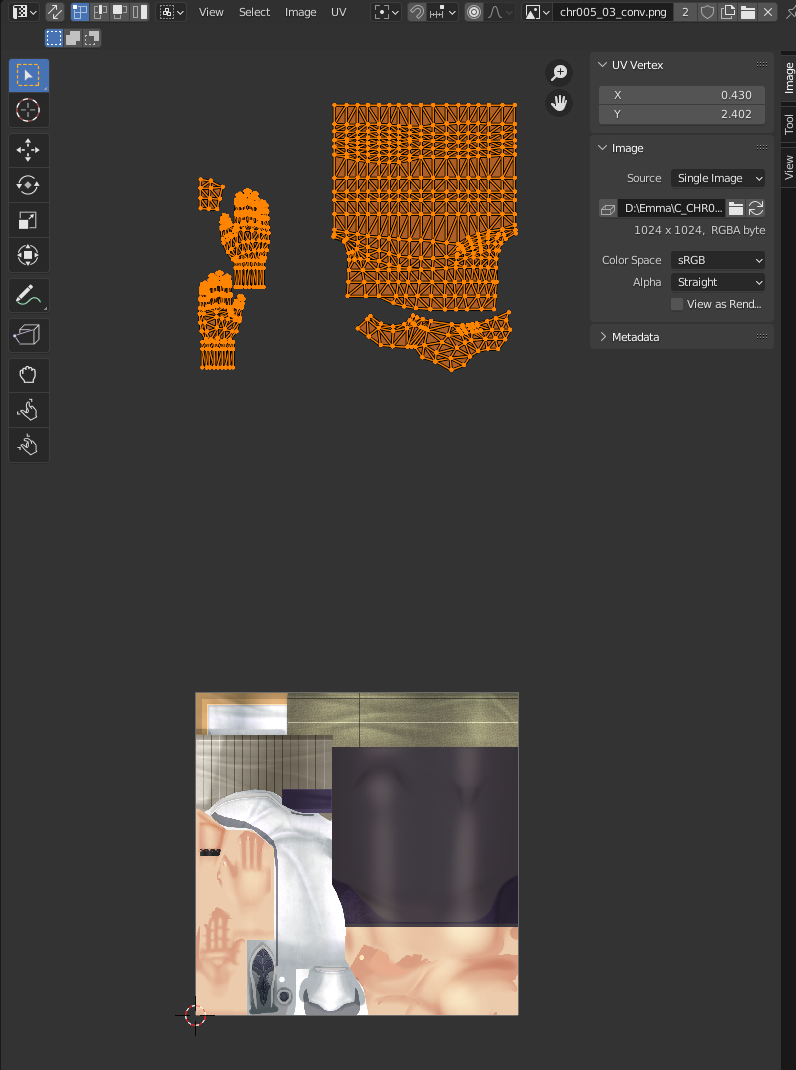 View Select Image UV chr005_03_conv.png 2
UV Vertex
X 0.430
Y 2.402
Image
Source Single Image
D:\Emma\C_CHR0...
1024 x 1024, RGBA byte
Color Space sRGB
Alpha Straight
View as Rend...
Metadata
Image
Tool
View